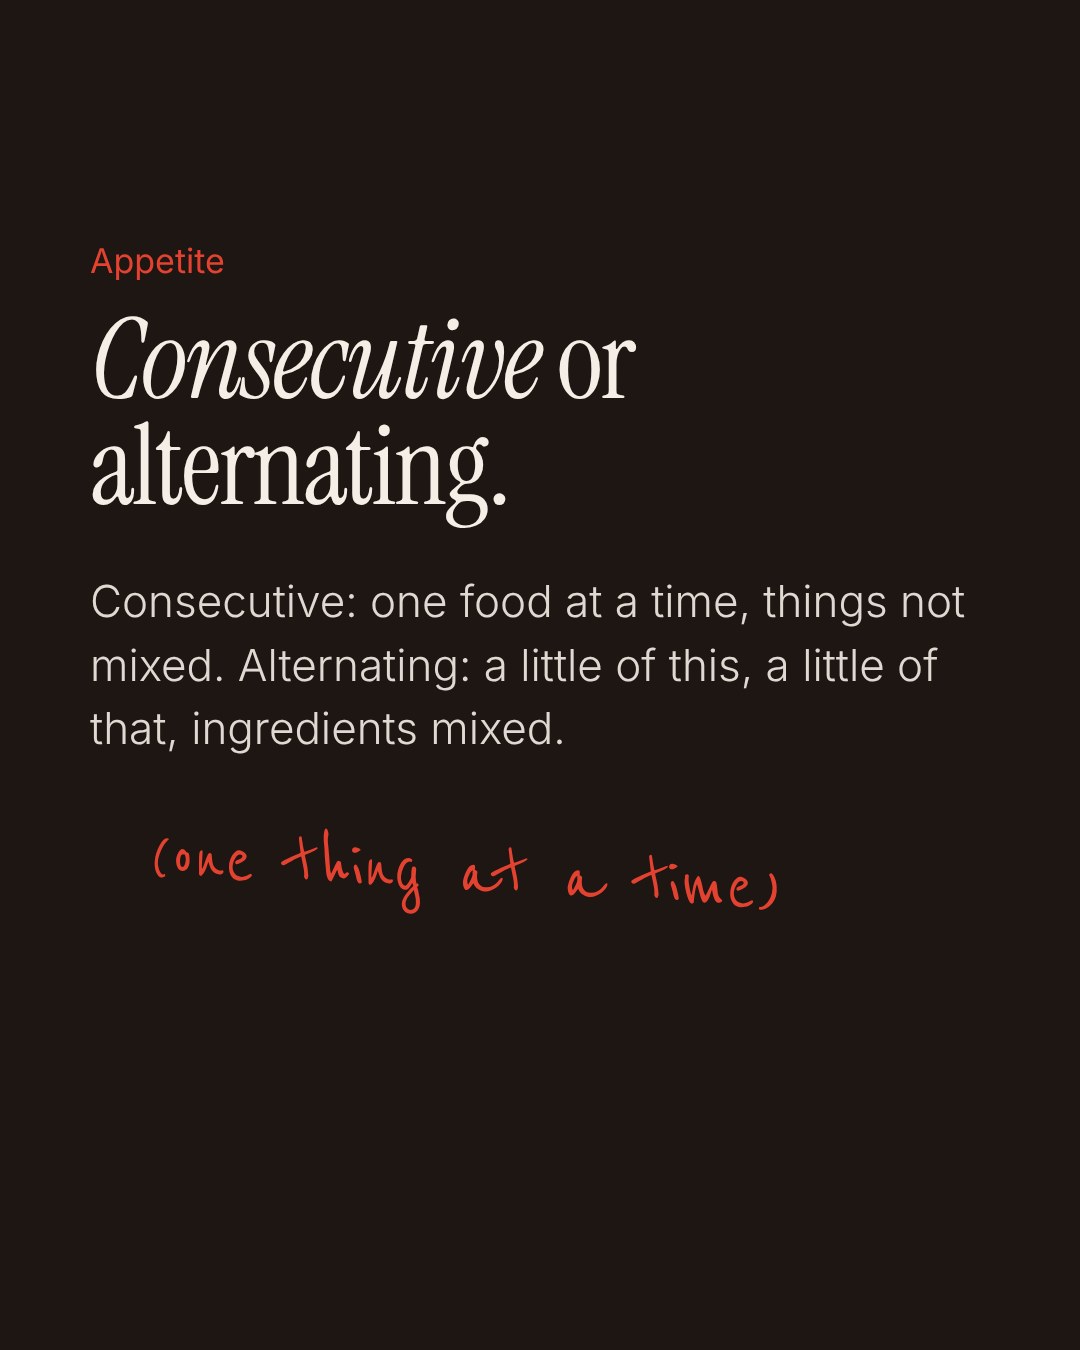 Appetite
Consecutive or
alternating.
Consecutive: one food at a time, things not
mixed. Alternating: a little of this, a little of
that, ingredients mixed.
(one thing at a time)